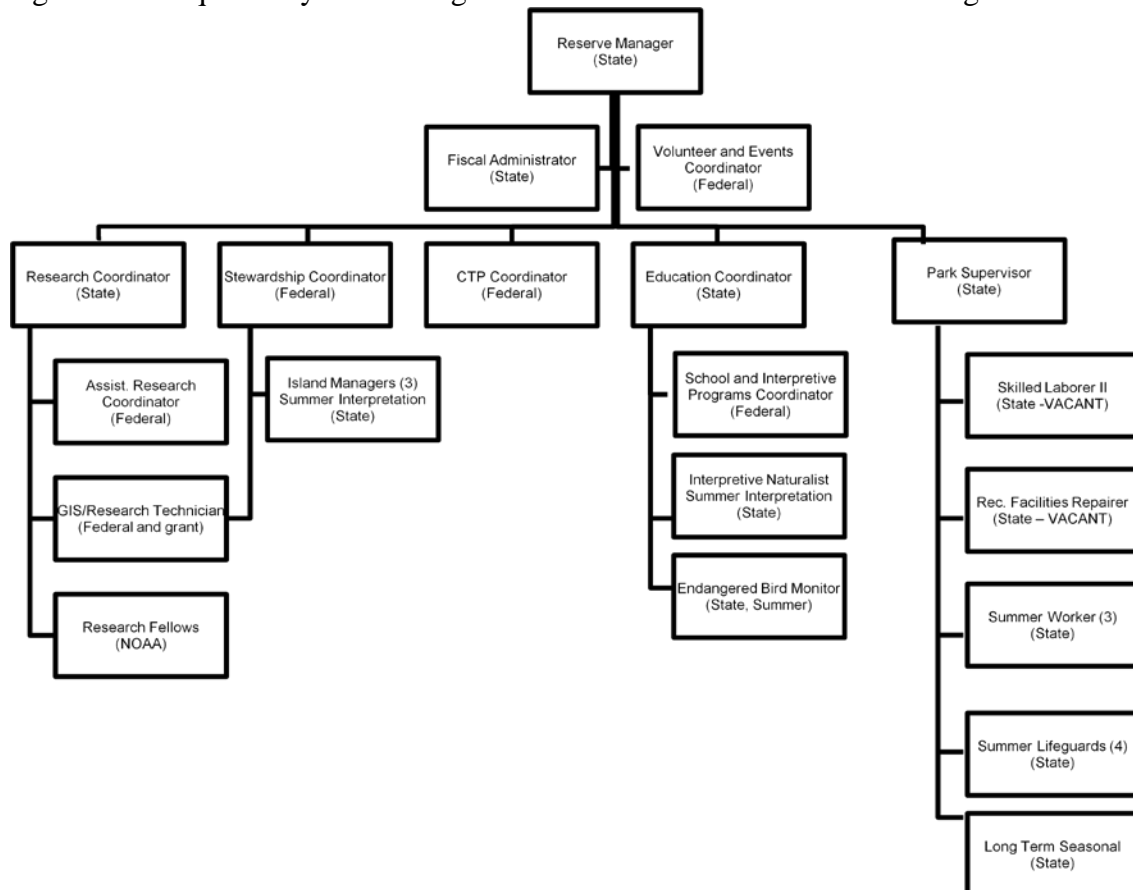 Reserve Manager
(State)
Fiscal Administrator
(State)
Volunteer and Events
Coordinator
(Federal)
Research Coordinator
(State)
Stewardship Coordinator
(Federal)
CTP Coordinator
(Federal)
Education Coordinator
(State)
Park Supervisor
(State)
Assist. Research
Coordinator
(Federal)
GIS/Research Technician
(Federal and grant)
Research Fellows
(NOAA)
Island Managers (3)
Summer Interpretation
(State)
School and Interpretive
Programs Coordinator
(Federal)
Interpretive Naturalist
Summer Interpretation
(State)
Endangered Bird Monitor
(State, Summer)
Skilled Laborer II
(State -VACANT)
Rec. Facilities Repairer
(State – VACANT)
Summer Worker (3)
(State)
Summer Lifeguards (4)
(State)
Long Term Seasonal
(State)